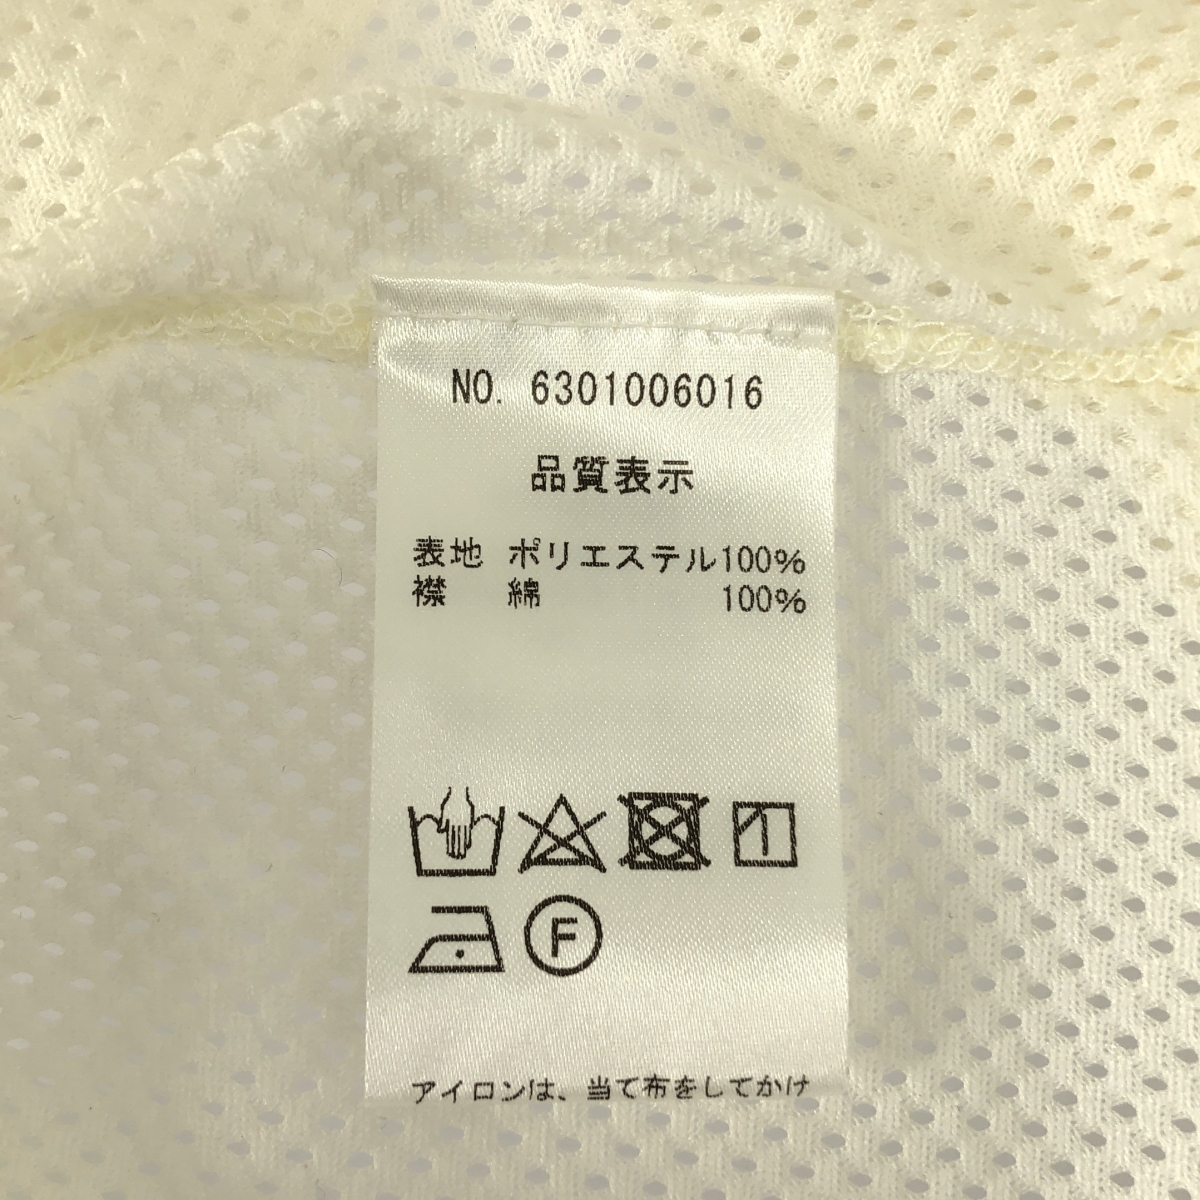 NO. 6301006016
品質表示
表地 ポリエステル100%
襟 綿 100%
F
アイロンは、当て布をしてかけ